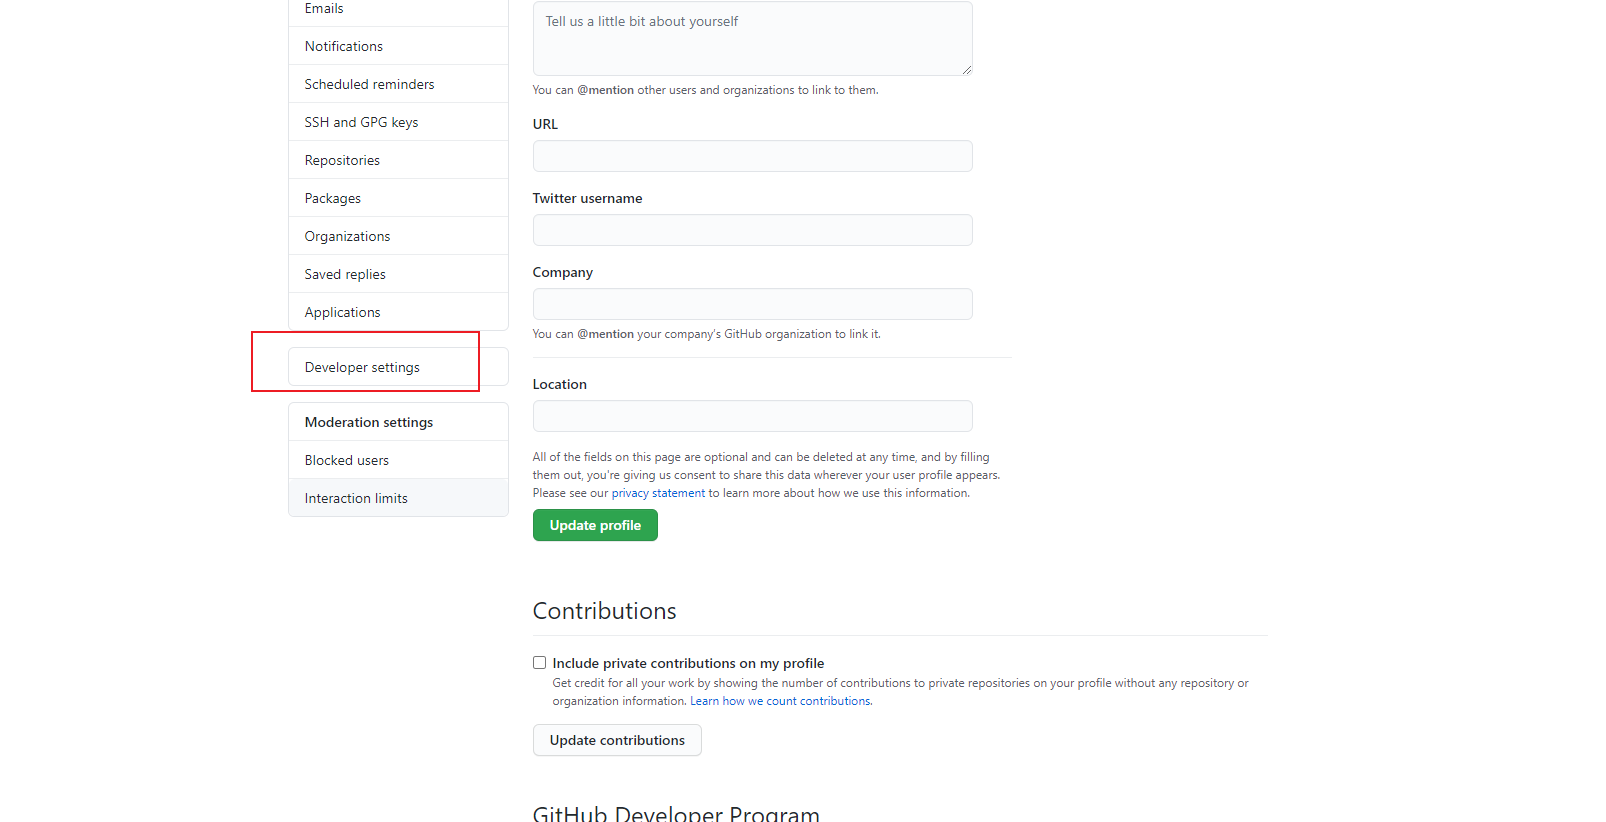 Emails
Notifications
Scheduled reminders
SSH and GPG keys
Repositories
Packages
Organizations
Saved replies
Applications
Developer settings
Moderation settings
Blocked users
Interaction limits
Tell us a little bit about yourself
You can @mention other users and organizations to link to them.
URL
Twitter username
Company
You can @mention your company's GitHub organization to link it.
Location
All of the fields on this page are optional and can be deleted at any time, and by filling
them out, you're giving us consent to share this data wherever your user profile appears.
Please see our privacy statement to learn more about how we use this information.
Update profile
Contributions
Include private contributions on my profile
Get credit for all your work by showing the number of contributions to private repositories on your profile without any repository or
organization information. Learn how we count contributions.
Update contributions
GitHub Developer Program